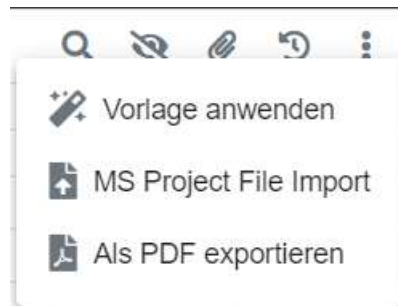 Vorlage anwenden
MS Project File Import
Als PDF exportieren